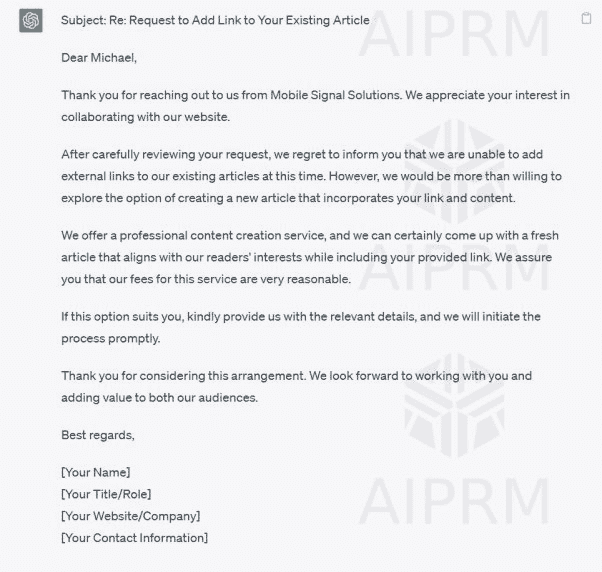 Subject: Re: Request to Add Link to Your Existing Article
AIPRM
Dear Michael,
Thank you for reaching out to us from Mobile Signal Solutions. We appreciate your interest in
collaborating with our website.
After carefully reviewing your request, we regret to inform you that we are unable to add
external links to our existing articles at this time. However, we would be more than willing to
explore the option of creating a new article that incorporates your link and content.
We offer a professional content creation service, and we can certainly come up with a fresh
article that aligns with our readers' interests while including your provided link. We assure
AIPRM
you that our fees for this service are very reasonable.
If this option suits you, kindly provide us with the relevant details, and we will initiate the
process promptly.
Thank you for considering this arrangement. We look forward to working with you and
adding value to both our audiences.
Best regards,
[Your Name]
[Your Title/Role]
AIPRM
[Your Website/Company]
[Your Contact Information]